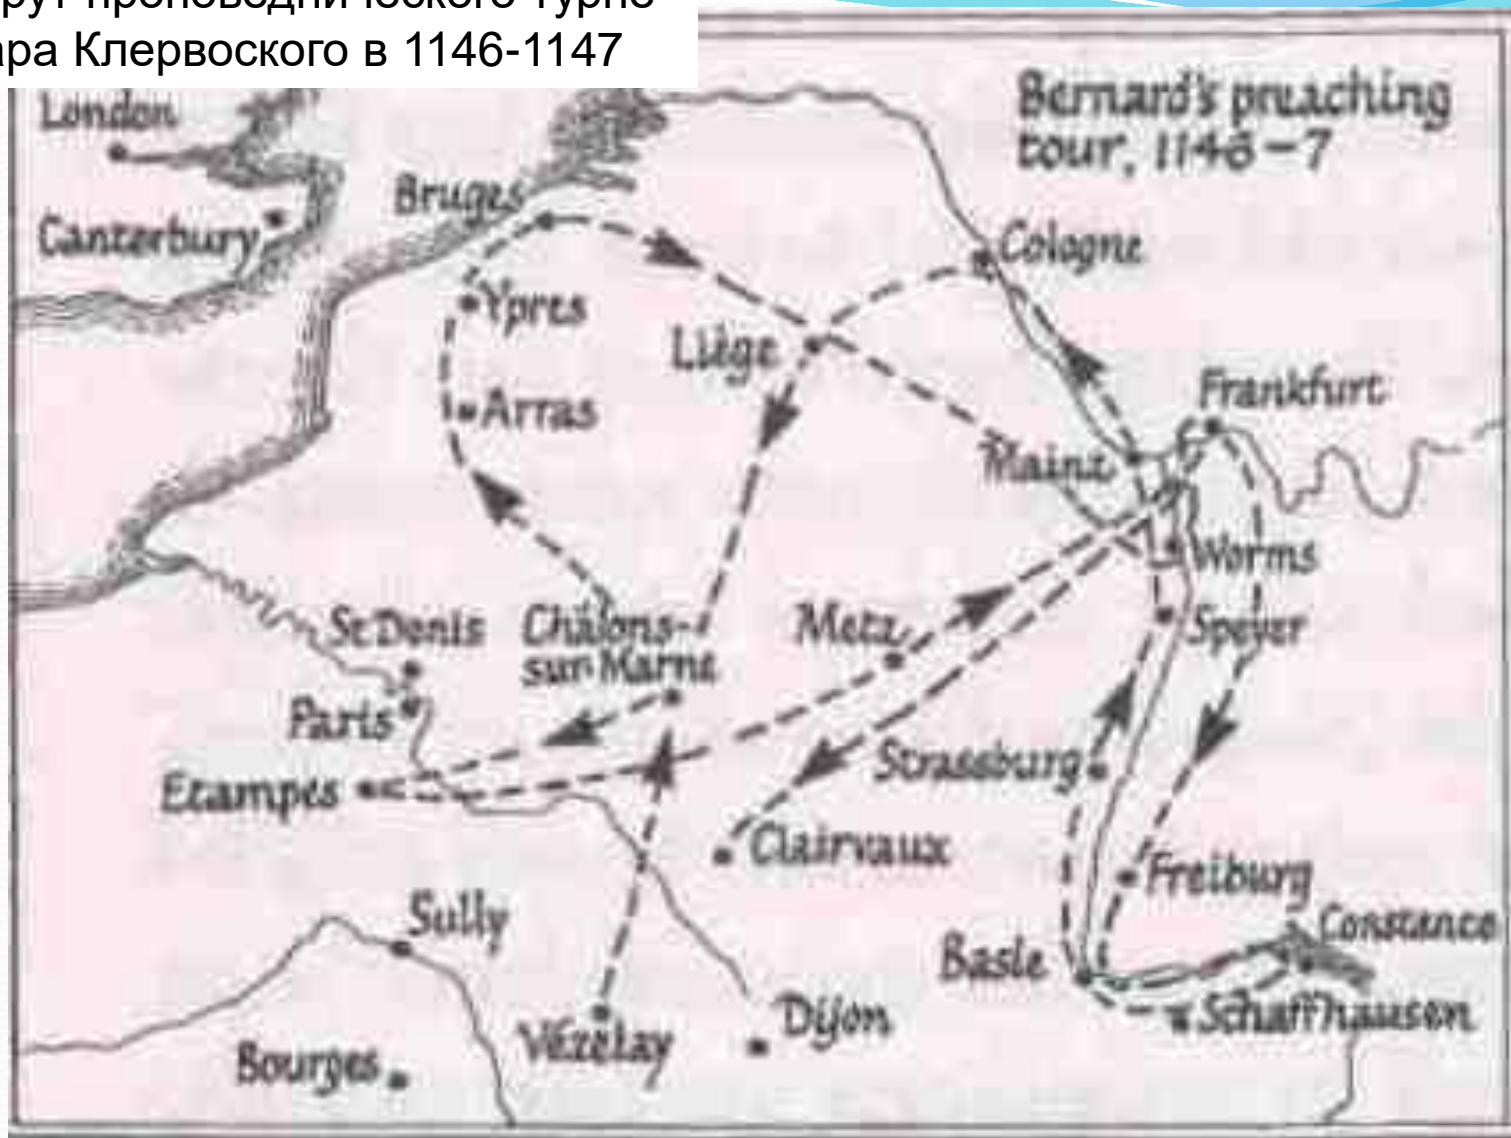 проповеднического турне
Клервоского в 1146-1147
Bernard's preaching
tour, 1146-7
London
Canterbury
Bruges
Cologne
Ypres
Liège
Arras
Frankfurt
Mainz
Worms
St Denis
Châlons-
sur-Marne
Metz
Speyer
Paris
Etampes
Strassburg
Clairvaux
Freiburg
Sully
Constance
Basle
Schaffhausen
Dijon
Vézelay
Bourges